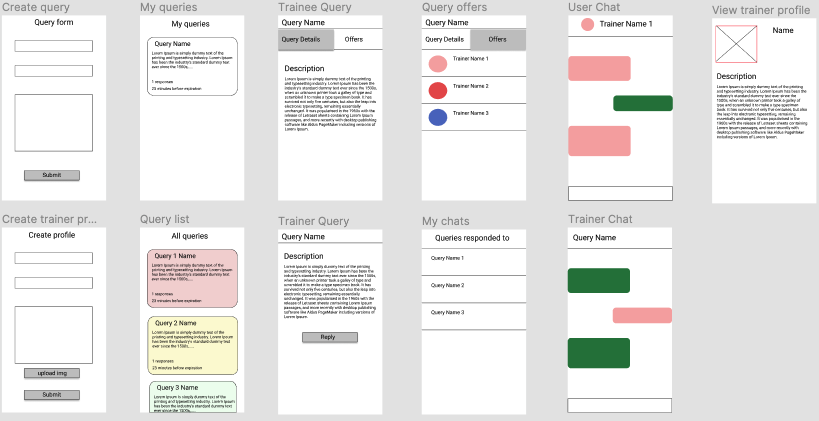 Create query
Query form
Submit
My queries
My queries
Query Name
Lorem Ipsum is simply dummy text of the
printing and typesetting industry. Lorem Ipsum
has been the industry's standard dummy text
ever since the 1500s.....
1 responses
23 minutes before expiration
Trainee Query
Query Name
Query Details
Offers
Description
Lorem Ipsum is simply dummy text of the printing
and typesetting industry. Lorem Ipsum has been the
industry's standard dummy text ever since the 1500s,
when an unknown printer took a galley of type and
scrambled it to make a type specimen book. It has
survived not only five centuries, but also the leap into
electronic typesetting, remaining essentially
unchanged. It was popularised in the 1960s with the
release of Letraset sheets containing Lorem Ipsum
passages, and more recently with desktop publishing
software like Aldus PageMaker including versions of
Lorem Ipsum.
Query offers
Query Name
Query Details
Offers
Trainer Name 1
Trainer Name 2
Trainer Name 3
User Chat
Trainer Name 1
View trainer profile
Name
Description
Lorem Ipsum is simply dummy text of the printing and
typesetting industry. Lorem Ipsum has been the industry's
standard dummy text ever since the 1500s, when an
unknown printer took a galley of type and scrambled it to
make a type specimen book. It has survived not only five
centuries, but also the leap into electronic typesetting,
remaining essentially unchanged. It was popularised in the
1960s with the release of Letraset sheets containing Lorem
Ipsum passages, and more recently with desktop
publishing software like Aldus PageMaker including
versions of Lorem Ipsum.
Create trainer pr...
Create profile
upload img
Submit
Query list
All queries
Query 1 Name
Lorem Ipsum is simply dummy text of the
printing and typesetting industry. Lorem Ipsum
has been the industry's standard dummy text
ever since the 1500s.....
1 responses
23 minutes before expiration
Query 2 Name
Lorem Ipsum is simply dummy text of the
printing and typesetting industry. Lorem Ipsum
has been the industry's standard dummy text
ever since the 1500s.....
1 responses
23 minutes before expiration
Query 3 Name
Lorem Ipsum is simply dummy text of the
printing and typesetting industry. Lorem Ipsum
has been the industry's standard dummy text
ever since the 1500s.....
Trainer Query
Query Name
Description
Lorem Ipsum is simply dummy text of the printing
and typesetting industry. Lorem Ipsum has been the
industry's standard dummy text ever since the 1500s,
when an unknown printer took a galley of type and
scrambled it to make a type specimen book. It has
survived not only five centuries, but also the leap into
electronic typesetting, remaining essentially
unchanged. It was popularised in the 1960s with the
release of Letraset sheets containing Lorem Ipsum
passages, and more recently with desktop publishing
software like Aldus PageMaker including versions of
Lorem Ipsum.
Reply
My chats
Queries responded to
Query Name 1
Query Name 2
Query Name 3
Trainer Chat
Query Name